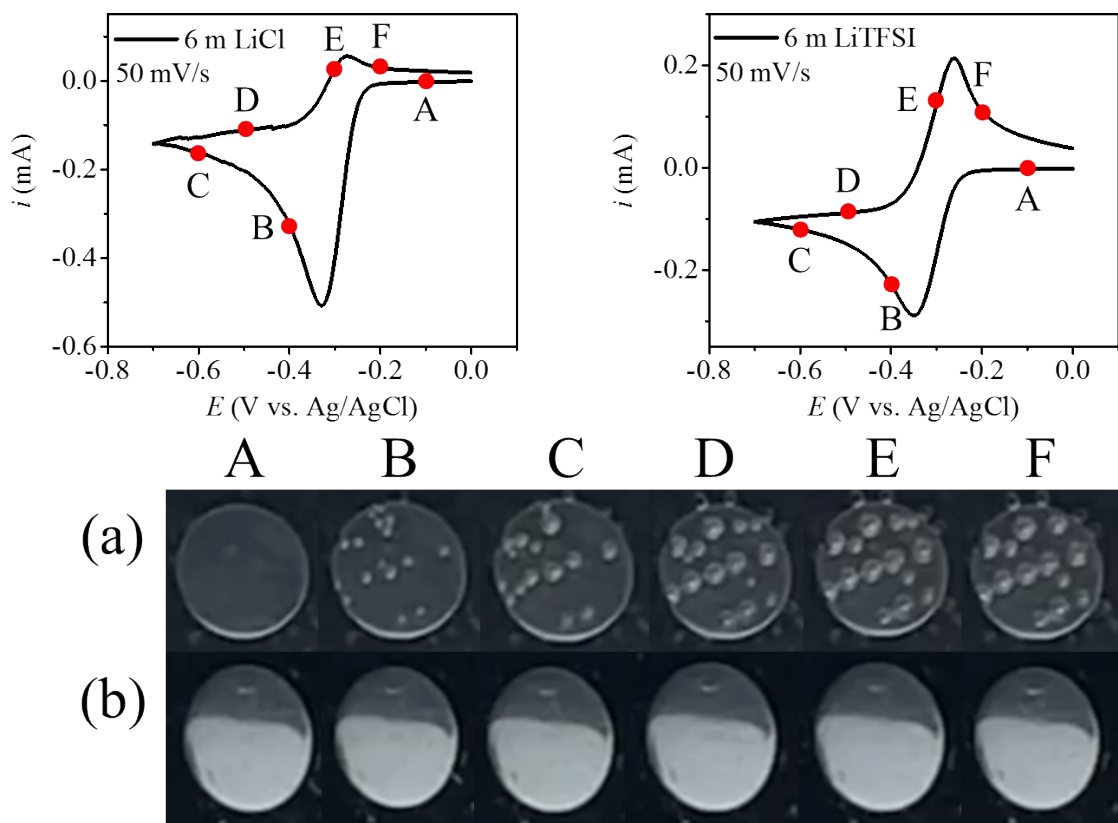 6 m LiCl
50 mV/s
E
F
A
D
C
B
0.0
-0.2
-0.4
-0.6
i (mA)
-0.8
-0.6
-0.4
-0.2
0.0
E (V vs. Ag/AgCl)
6 m LiTFSI
50 mV/s
E
F
A
D
C
B
0.2
0.0
-0.2
i (mA)
-0.8
-0.6
-0.4
-0.2
0.0
E (V vs. Ag/AgCl)
A B C D E F
(a)
(b)